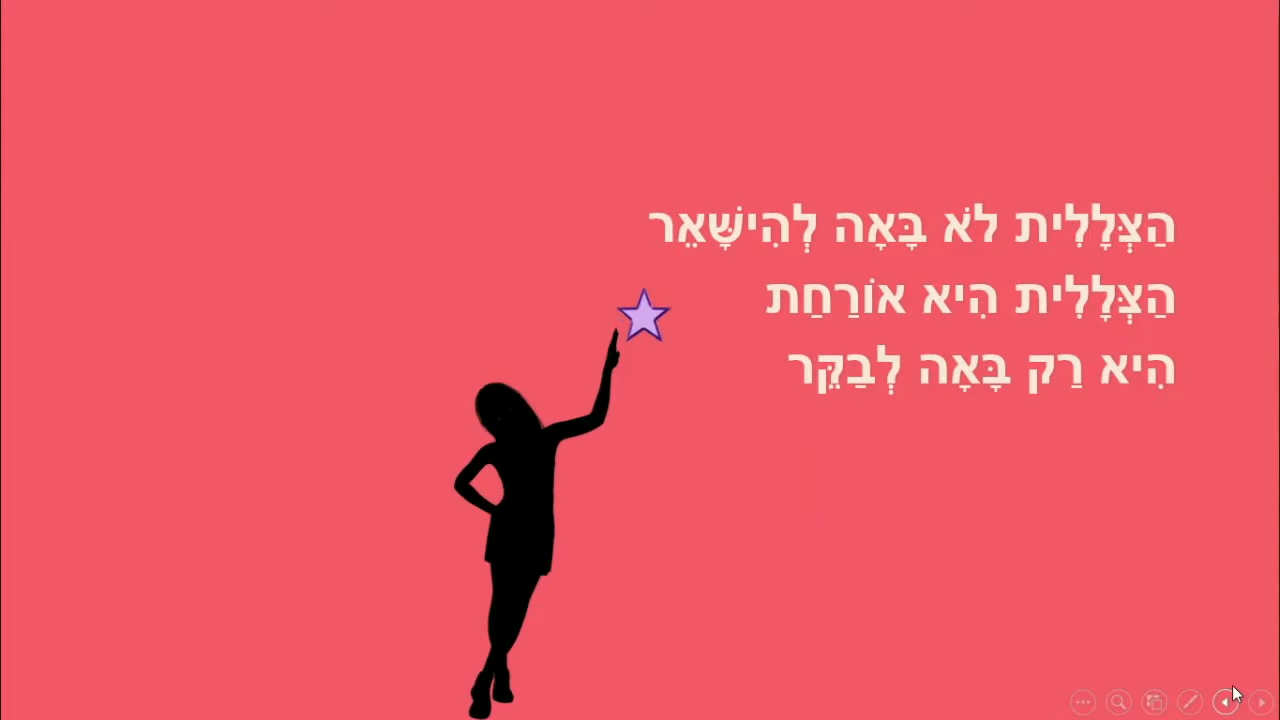 הַצְּלָלִית לֹא בָּאָה לְהִישָּׁאֵר
הַצְּלָלִית הִיא אוֹרַחַת
הִיא רַק בָּאָה לְבַקֵּר